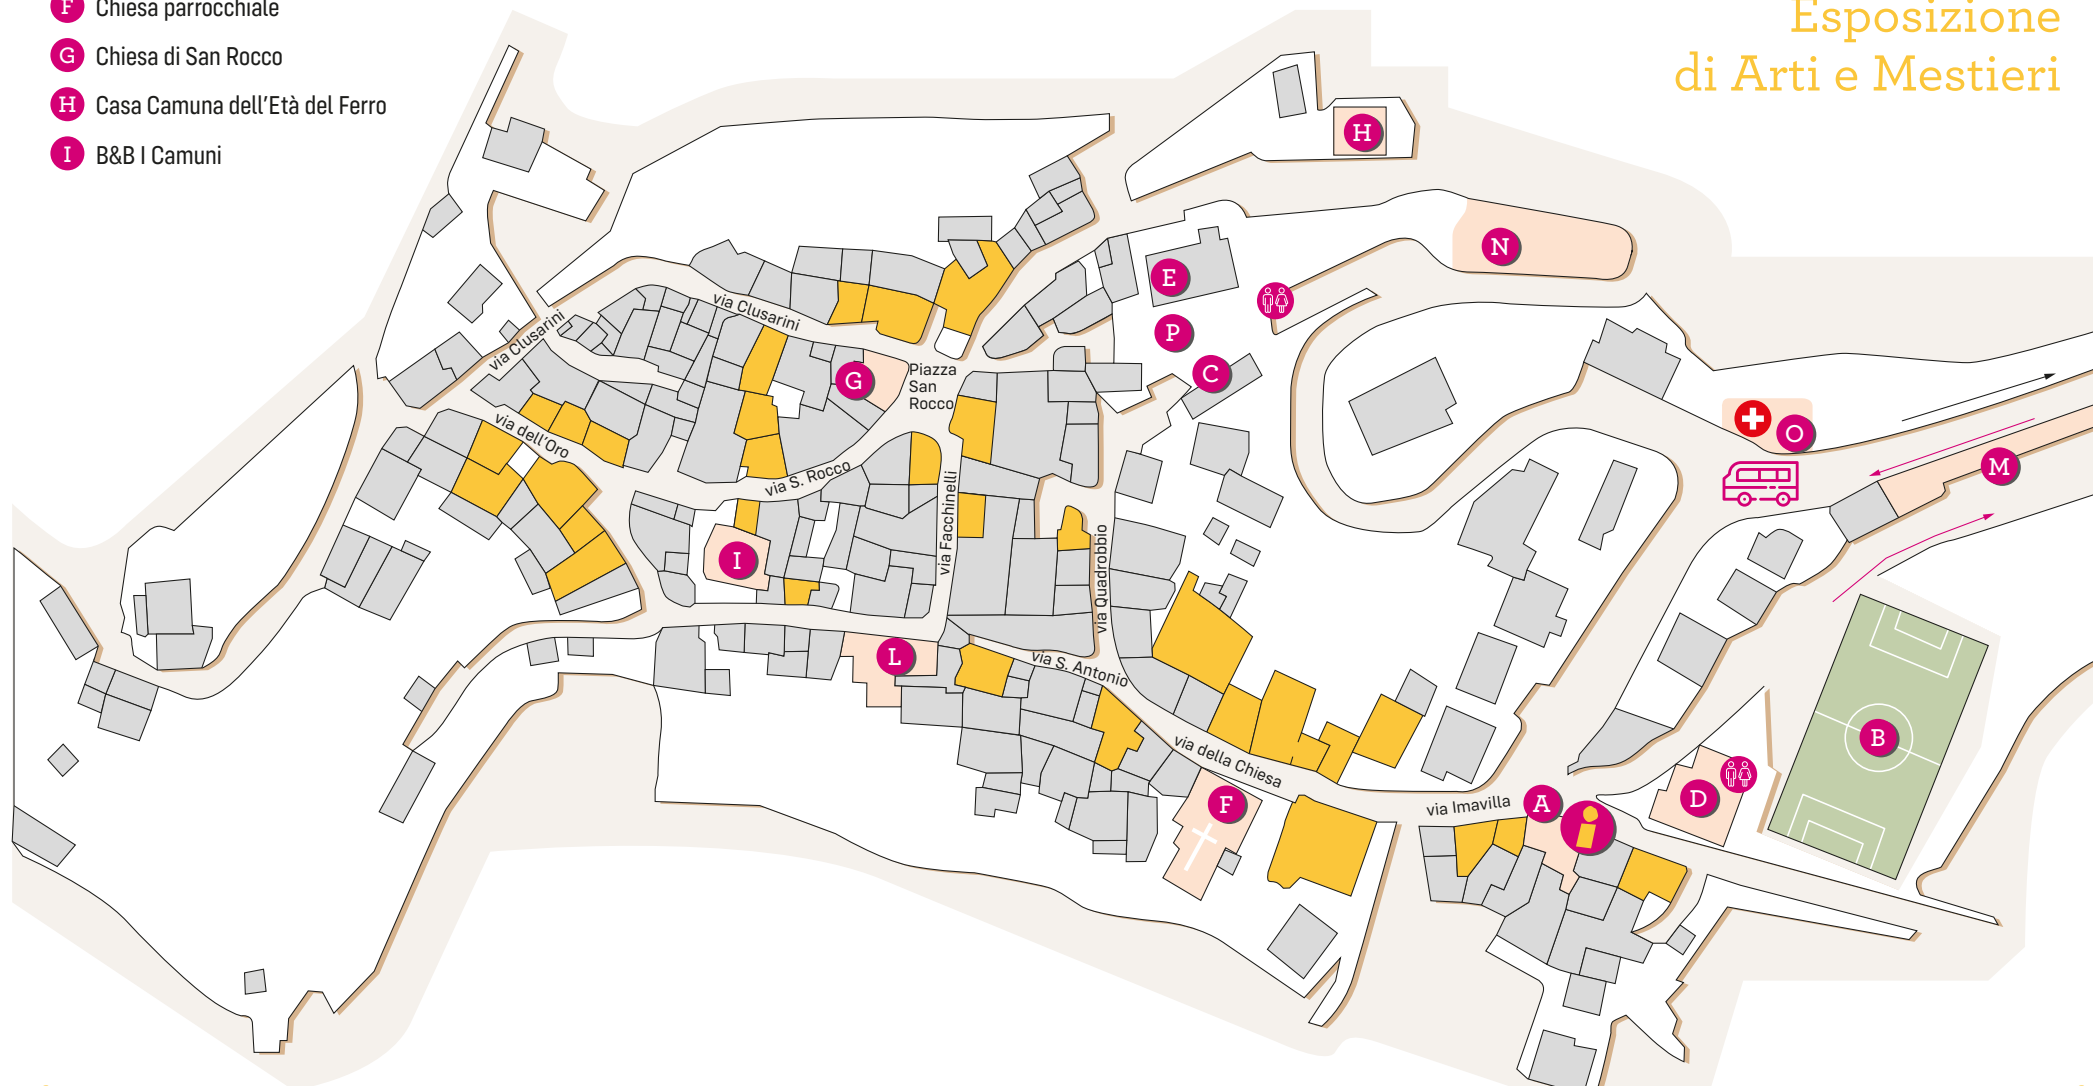 F Chiesa parrocchiale
G Chiesa di San Rocco
H Casa Camuna dell'Età del Ferro
I B&B I Camuni
Esposizione
di Arti e Mestieri
H
N
E
P
C
via Clusarini
via Clusarini
G
Piazza
San
Rocco
via dell'Oro
via S. Rocco
via Facchinelli
via Quadrobbio
O
M
I
L
via S. Antonio
via della Chiesa
B
F
via Imavilla
A
D